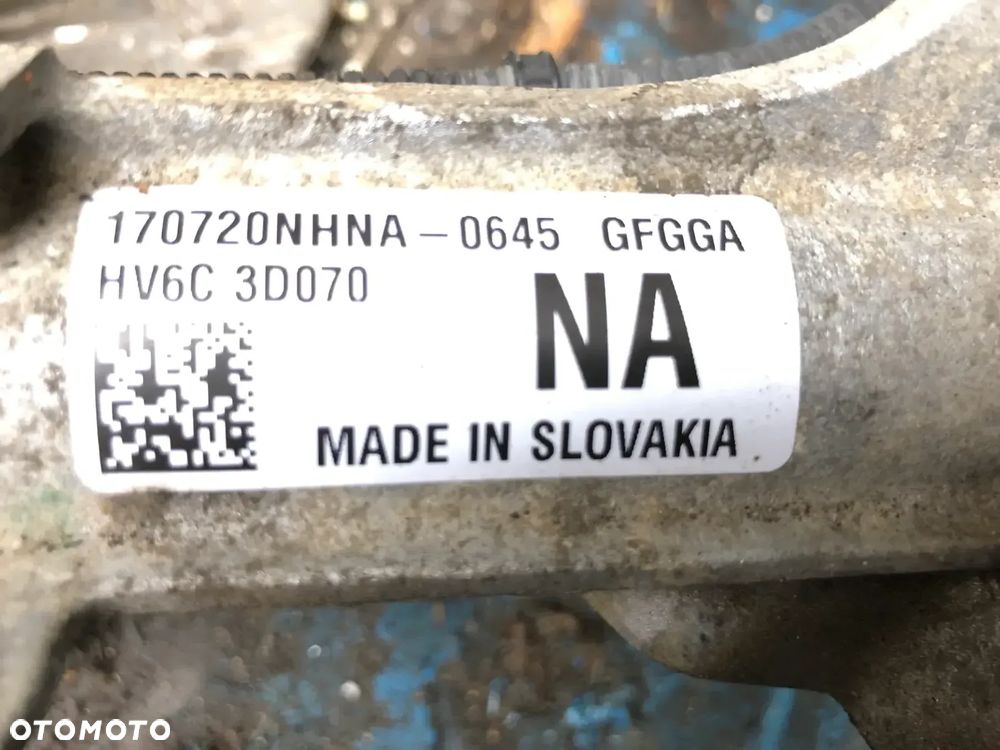 170720NHNA-0645 GFGGA
HV6C 3D070
NA
MADE IN SLOVAKIA
OTOMOTO